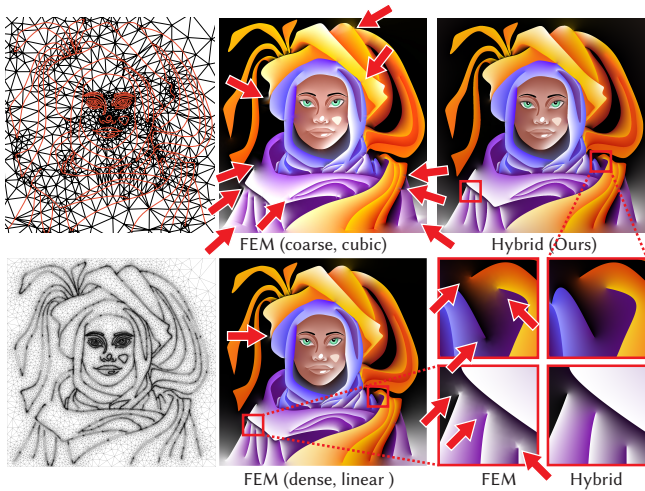 FEM (coarse, cubic)
Hybrid (Ours)
FEM (dense, linear )
FEM
Hybrid